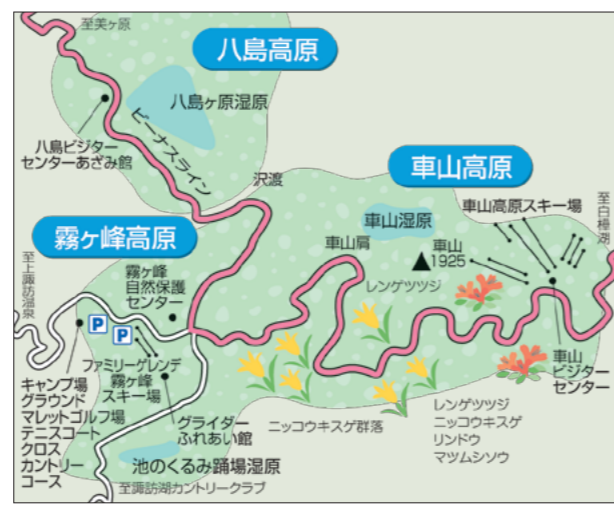 至美ヶ原
八島高原
八島ヶ原湿原
ビーナスライン
八島ビジター
センターあざみ館
沢渡
車山高原
車山高原スキー場
至白樺湖
車山湿原
車山肩
車山
1925
レンゲツツジ
霧ヶ峰高原
至上諏訪温泉
霧ヶ峰
自然保護
センター
P
P
ファミリーゲレンデ
霧ヶ峰
スキー場
キャンプ場
グラウンド
マレットゴルフ場
テニスコート
クロス
カントリー
コース
グライダー
ふれあい館
池のくるみ踊場湿原
至諏訪湖カントリークラブ
ニッコウキスゲ群落
レンゲツツジ
ニッコウキスゲ
リンドウ
マツムシソウ
車山
ビジター
センター